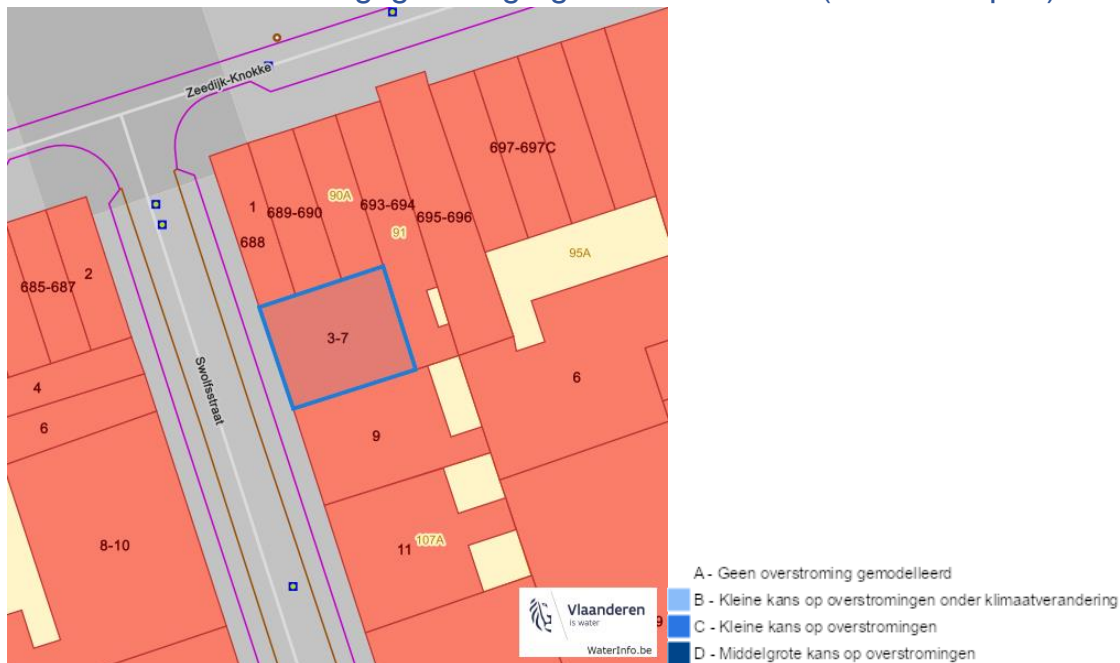 Zeedijk-Knokke
697-697C
90A
693-694
1
689-690
695-696
91
688
95A
2
685-687
3-7
Swolfsstraat
4
6
6
9
8-10
11
107A
9
Vlaanderen
is water
WaterInfo.be
A - Geen overstroming gemodelleerd
B - Kleine kans op overstromingen onder klimaatverandering
C - Kleine kans op overstromingen
D - Middelgrote kans op overstromingen